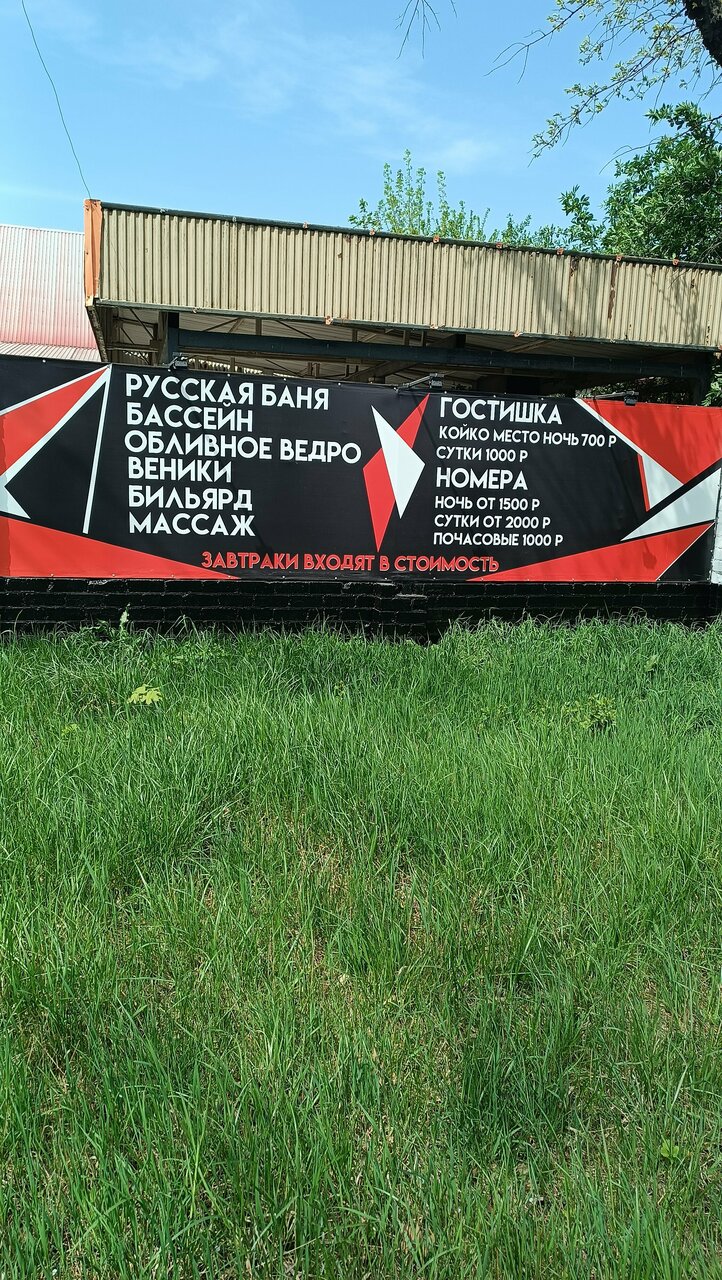 РУССКАЯ БАНЯ
БАССЕЙН
ОБЛИВНОЕ ВЕДРО
ВЕНИКИ
БИЛЬЯРД
МАССАЖ
ГОСТИШКА
КОЙКО МЕСТО НОЧЬ 700 Р
СУТКИ 1000 Р
НОМЕРА
НОЧЬ ОТ 1500 Р
СУТКИ ОТ 2000 Р
ПОЧАСОВЫЕ 1000 Р
ЗАВТРАКИ ВХОДЯТ В СТОИМОСТЬ